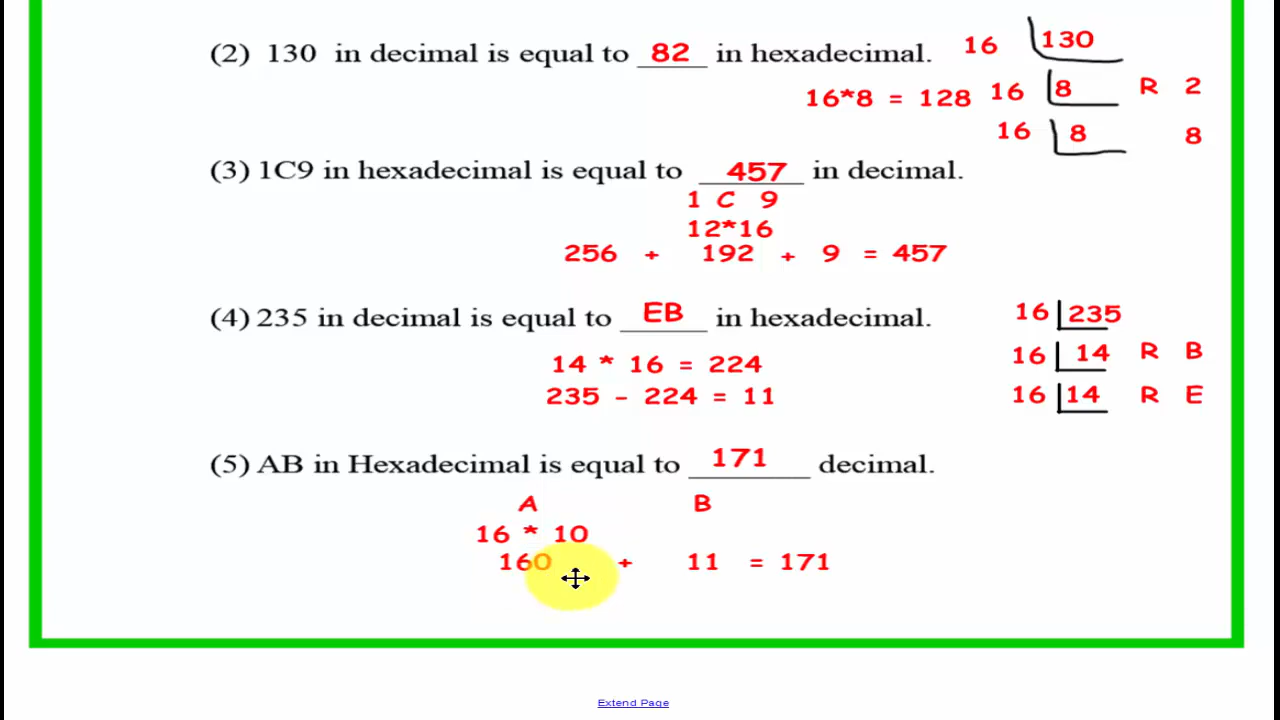 (2) 130 in decimal is equal to 82 in hexadecimal. 16 130
16*8 = 128 16 8 R 2
16 8 8
(3) 1C9 in hexadecimal is equal to 457 in decimal.
1 C 9
12*16
256 + 192 + 9 = 457
(4) 235 in decimal is equal to EB in hexadecimal. 16 235
14 * 16 = 224 16 14 R B
235 - 224 = 11 16 14 R E
(5) AB in Hexadecimal is equal to 171 decimal.
A B
16 * 10
160 + 11 = 171
Extend Page